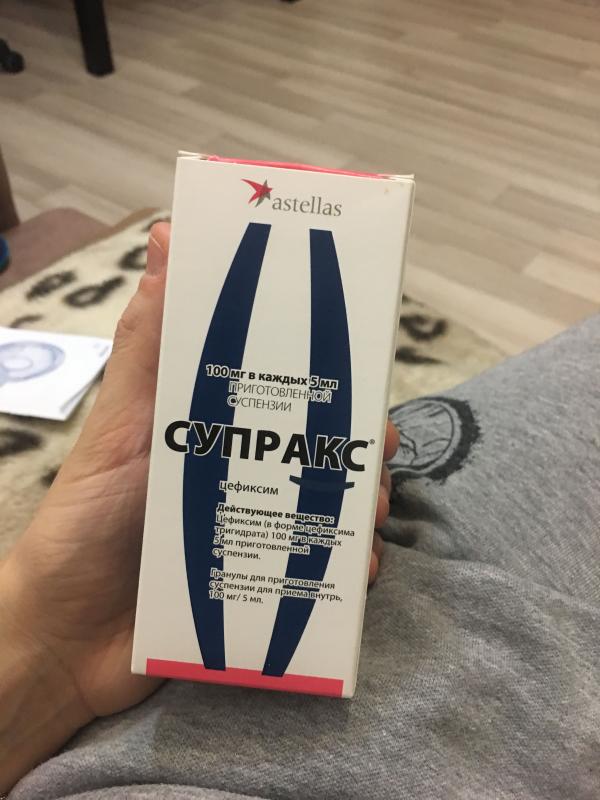 astellas
100 мг в каждых 5 мл
ПРИГОТОВЛЕННОЙ
СУСПЕНЗИИ
СУПРАКС®
цефиксим
Действующее вещество:
Цефиксим (в форме цефиксима
тригидрата) 100 мг в каждых
5 мл приготовленной
суспензии.
Гранулы для приготовления
суспензии для приема внутрь,
100 мг/ 5 мл.